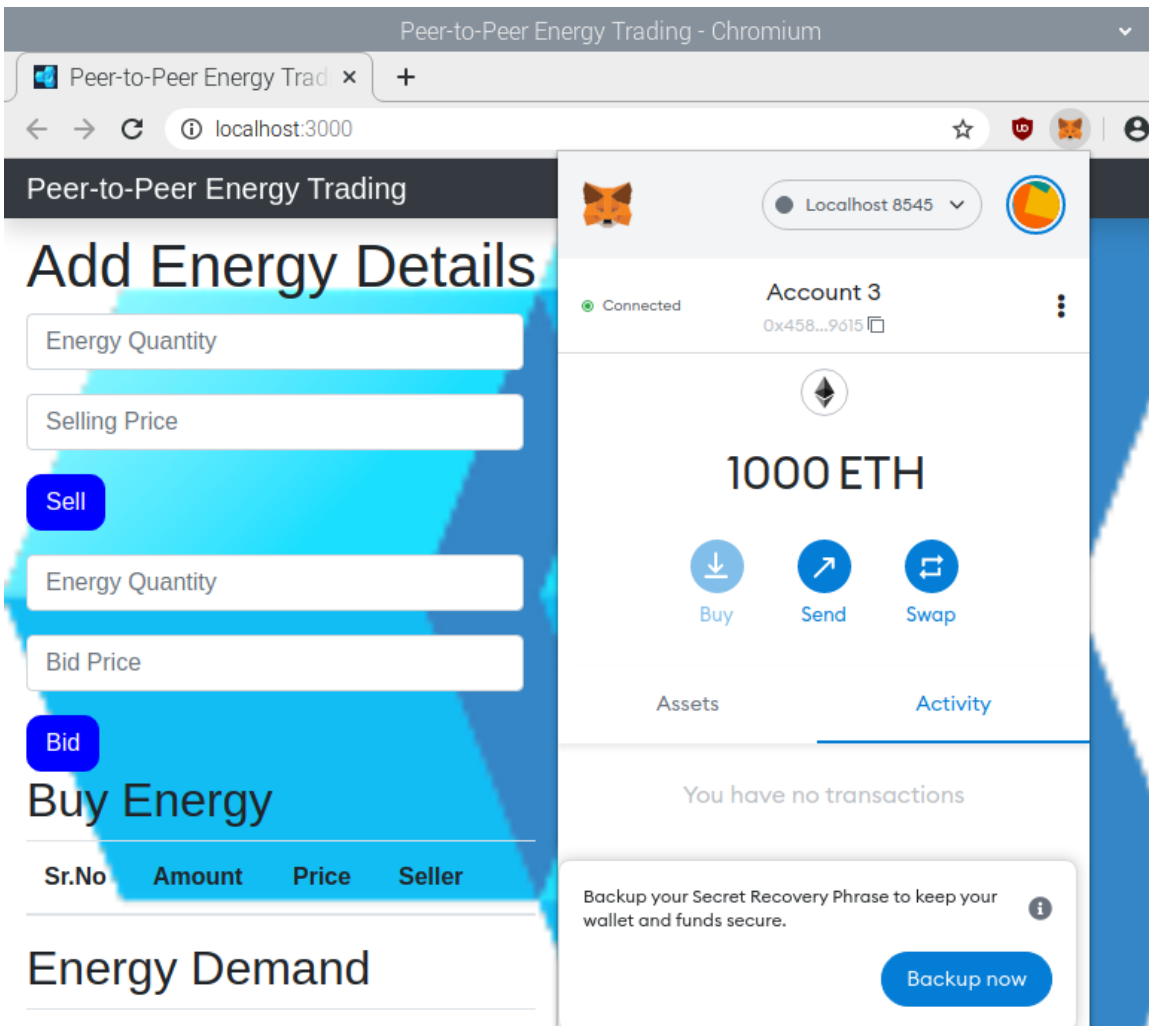 Peer-to-Peer Energy Trading - Chromium
Peer-to-Peer Energy Trad
localhost:3000
Peer-to-Peer Energy Trading
Add Energy Details
Energy Quantity
Selling Price
Sell
Energy Quantity
Bid Price
Bid
Buy Energy
Sr.No Amount Price Seller
Energy Demand
Localhost 8545
Connected
Account 3
0x458...9615
1000 ETH
Buy Send Swap
Assets Activity
You have no transactions
Backup your Secret Recovery Phrase to keep your
wallet and funds secure.
Backup now